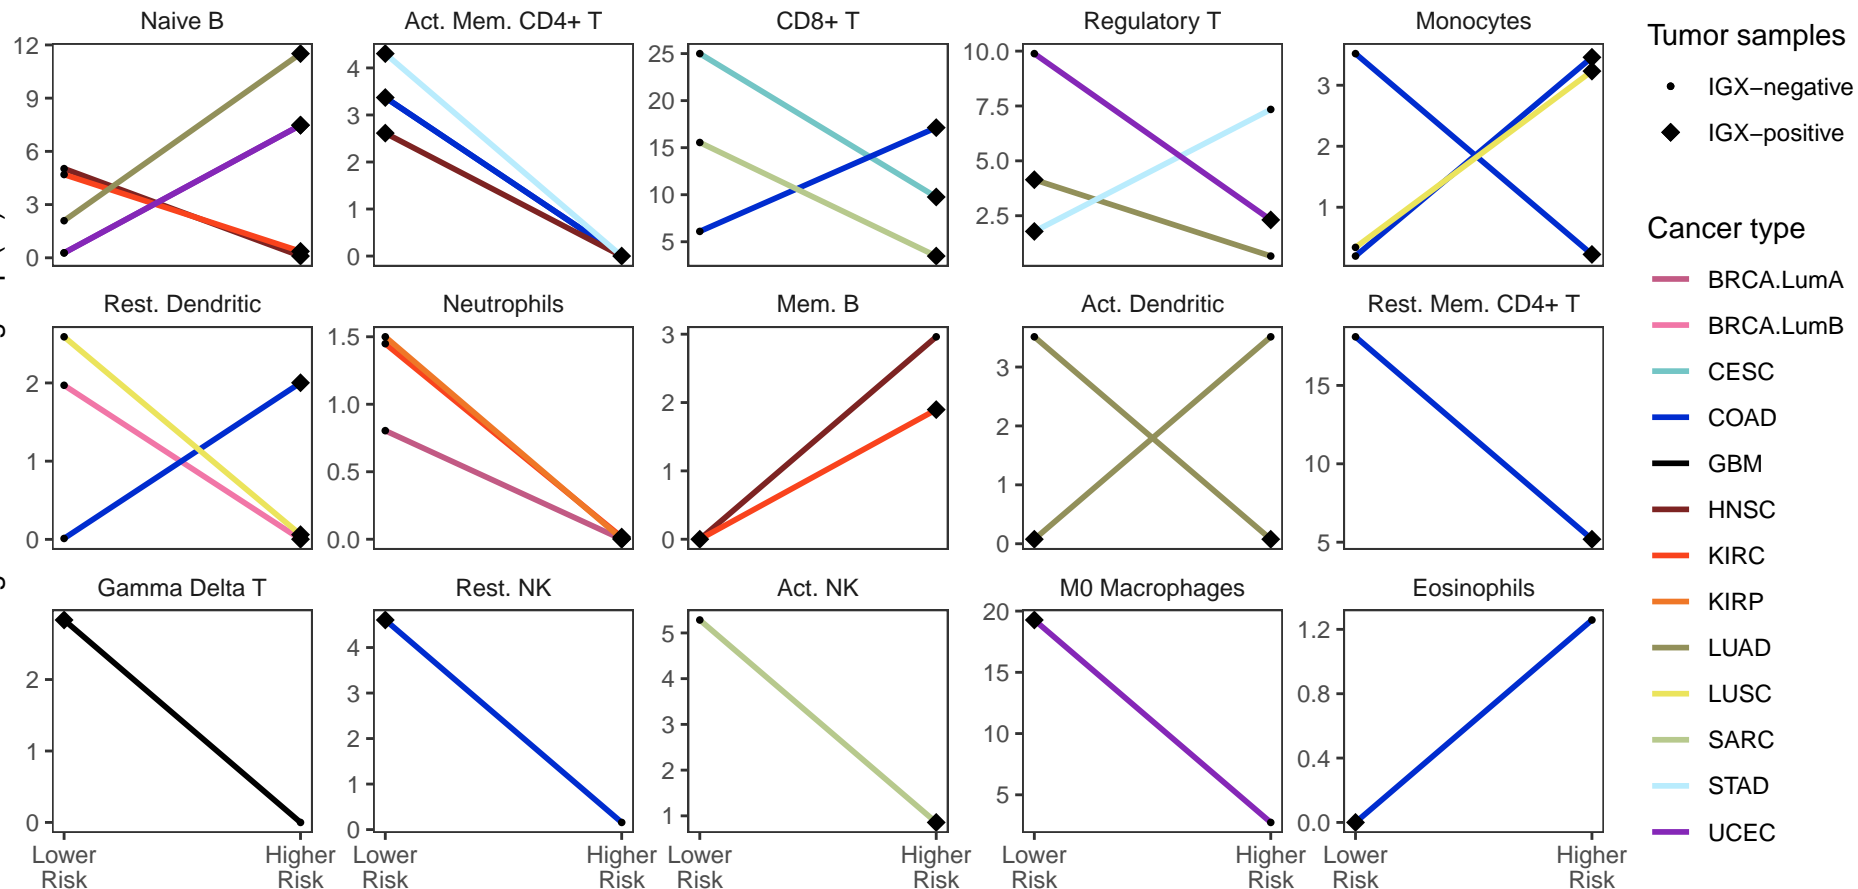 Naive B
Act. Mem. CD4+ T
CD8+ T
Regulatory T
Monocytes
12
9
6
3
0
4
3
2
1
0
25
20
15
10
5
10.0
7.5
5.0
2.5
3
2
1
Rest. Dendritic
Neutrophils
Mem. B
Act. Dendritic
Rest. Mem. CD4+ T
2
1
0
1.5
1.0
0.5
0.0
3
2
1
0
3
2
1
0
15
10
5
Gamma Delta T
Rest. NK
Act. NK
M0 Macrophages
Eosinophils
2
1
0
4
3
2
1
0
5
4
3
2
1
20
15
10
5
1.2
0.8
0.4
0.0
Lower
Risk
Higher
Risk
Lower
Risk
Higher
Risk
Lower
Risk
Higher
Risk
Lower
Risk
Higher
Risk
Lower
Risk
Higher
Risk
Tumor samples
IGX−negative
IGX−positive
Cancer type
BRCA.LumA
BRCA.LumB
CESC
COAD
GBM
HNSC
KIRC
KIRP
LUAD
LUSC
SARC
STAD
UCEC